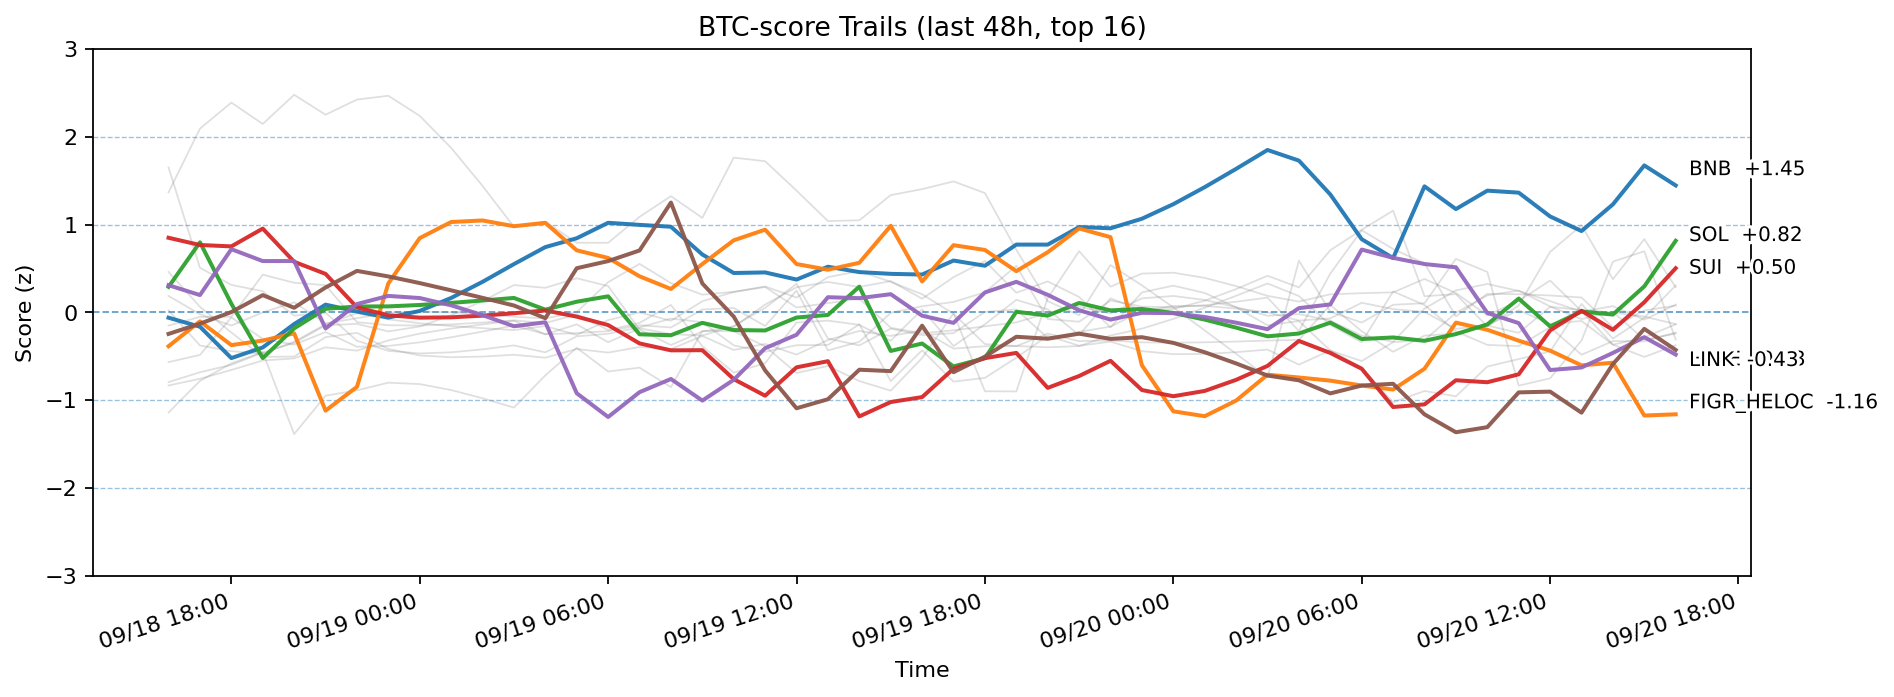 BTC-score Trails (last 48h, top 16)
Score (z)
3
2
1
0
−1
−2
−3
BNB +1.45
SOL +0.82
SUI +0.50
LINK -0.43
FIGR_HELOC -1.16
09/18 18:00
09/19 00:00
09/19 06:00
09/19 12:00
09/19 18:00
09/20 00:00
09/20 06:00
09/20 12:00
09/20 18:00
Time